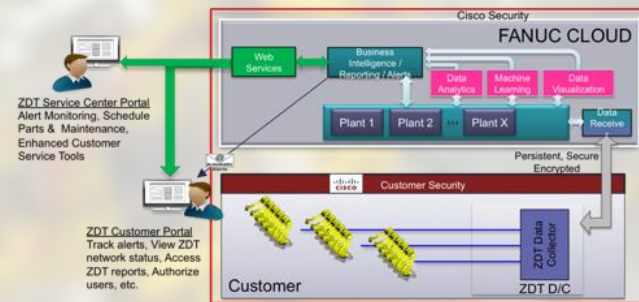 Cisco Security
FANUC CLOUD
Web
Services
Business
Intelligence /
Reporting / Alerts
Data
Analytics
Machine
Learning
Data
Visualization
Plant 1
Plant 2
Plant X
Data
Receive
ZDT Service Center Portal
Alert Monitoring, Schedule
Parts & Maintenance,
Enhanced Customer
Service Tools
Alerts
Persistent, Secure
Encrypted
CISCO
Customer Security
ZDT Customer Portal
Track alerts, View ZDT
network status, Access
ZDT reports, Authorize
users, etc.
Customer
ZDT Data
Collector
ZDT D/C